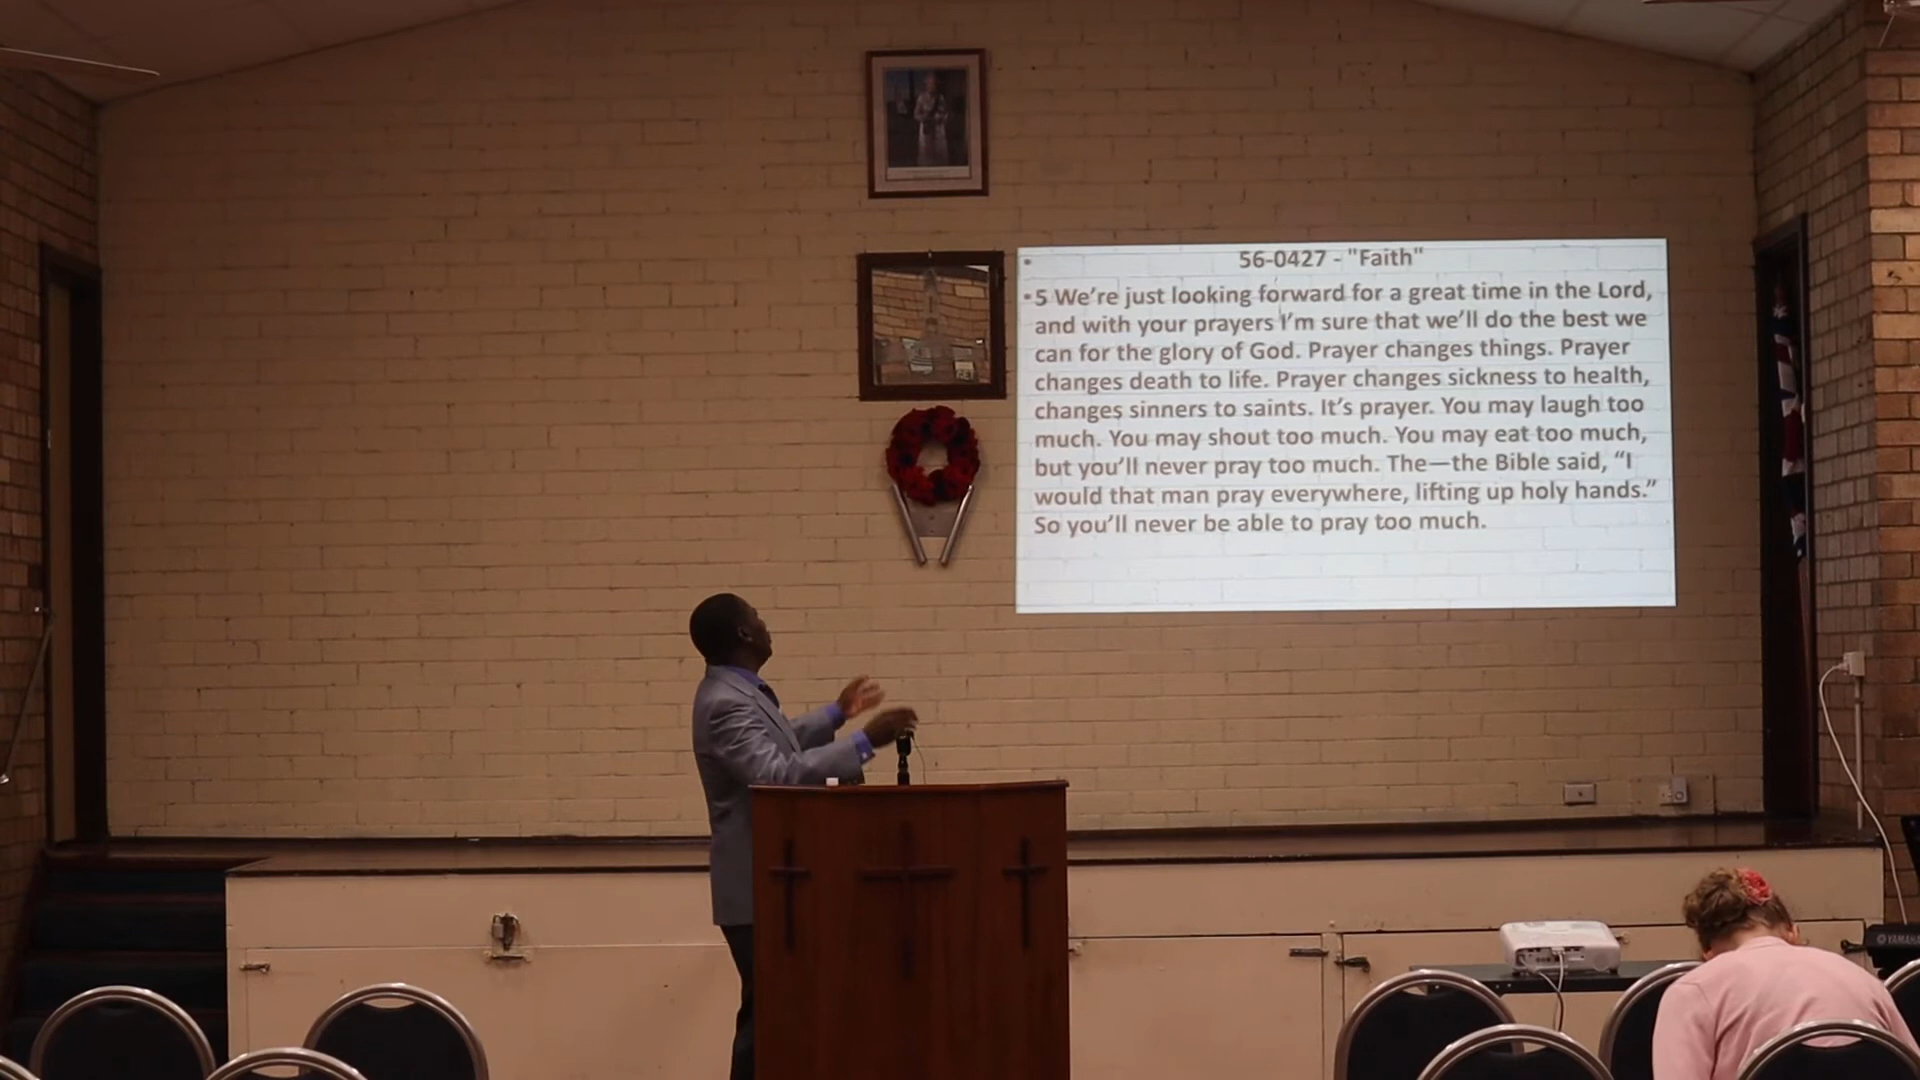 56-0427 - "Faith"
•5 We're just looking forward for a great time in the Lord,
and with your prayers I'm sure that we'll do the best we
can for the glory of God. Prayer changes things. Prayer
changes death to life. Prayer changes sickness to health,
changes sinners to saints. It's prayer. You may laugh too
much. You may shout too much. You may eat too much,
but you'll never pray too much. The—the Bible said, “I
would that man pray everywhere, lifting up holy hands.”
So you'll never be able to pray too much.
YAMAHA